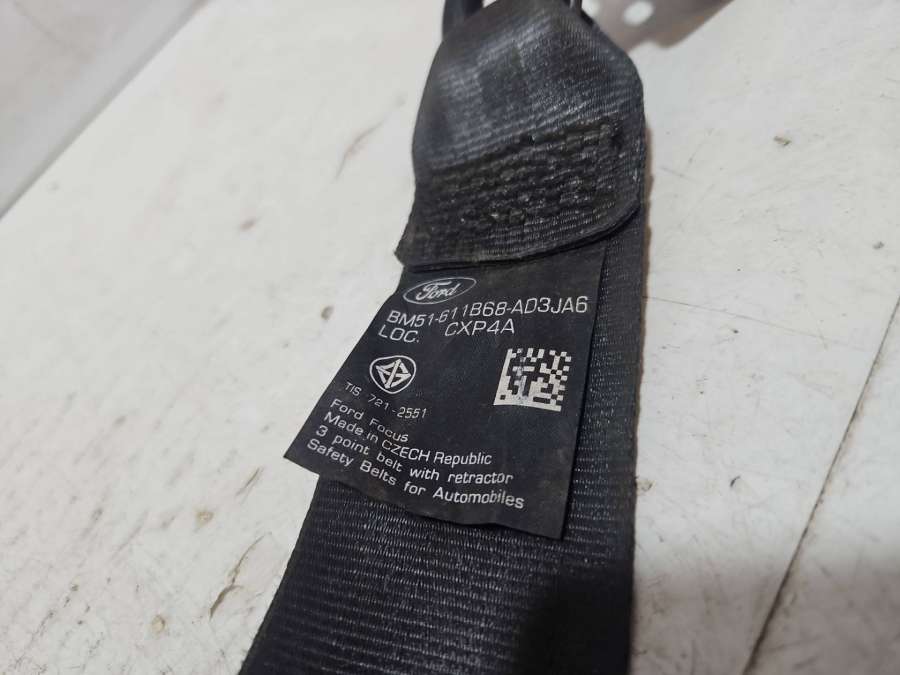 Ford
BM51-611B68-AD3JA6
LOC. CXP4A
TIS 721-2551
Ford Focus
Made in CZECH Republic
3 point belt with retractor
Safety Belts for Automobiles